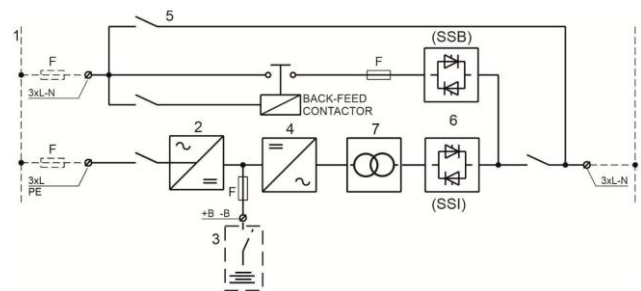 5
1
F
(SSB)
F
3xL-N
BACK-FEED
CONTACTOR
2
4
7
6
F
3xL
PE
F
3xL-N
(SSI)
+B -B
3